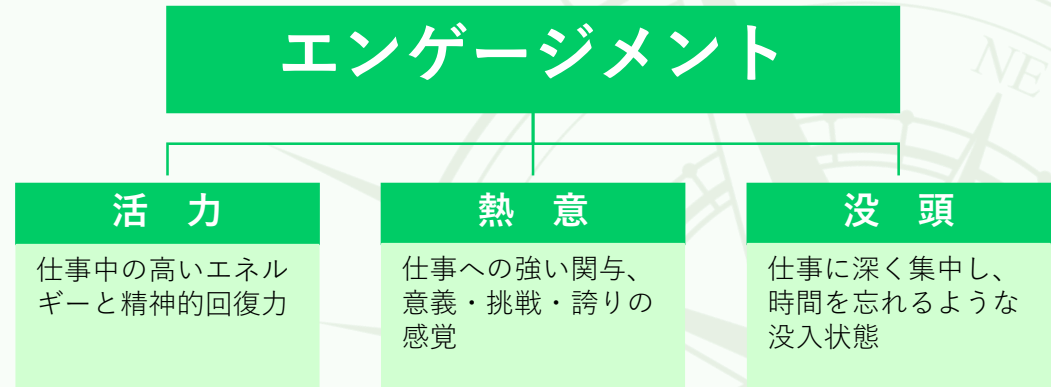 エンゲージメント
NE
活　力
仕事中の高いエネル
ギーと精神的回復力
熱　意
仕事への強い関与、
意義・挑戦・誇りの
感覚
没　頭
仕事に深く集中し、
時間を忘れるような
没入状態